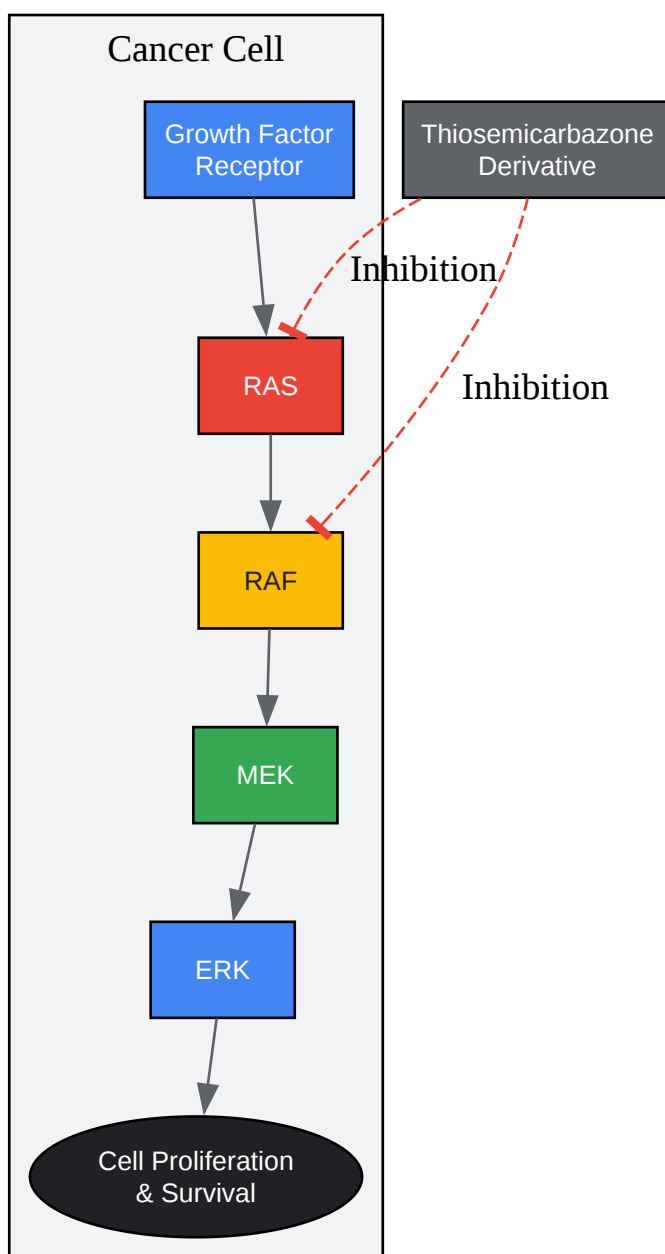 Cancer Cell
Growth Factor
Receptor
Thiosemicarbazone
Derivative
Inhibition
RAS
Inhibition
RAF
MEK
ERK
Cell Proliferation
& Survival